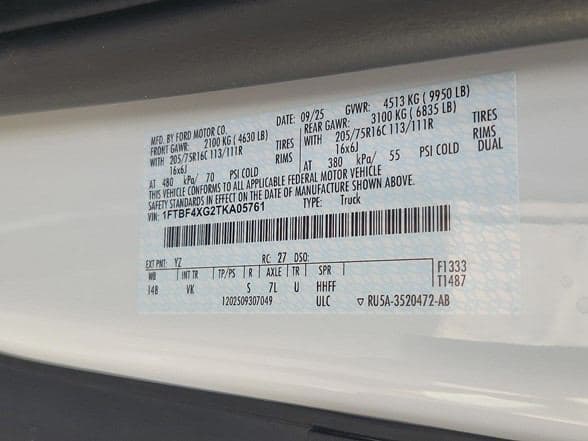 MFD. BY FORD MOTOR CO.
DATE: 09/25 GVWR: 4513 KG ( 9950 LB)
FRONT GAWR: 2100 KG ( 4630 LB)
REAR GAWR: 3100 KG ( 6835 LB)
WITH 205/75R16C 113/111R TIRES
WITH 205/75R16C 113/111R TIRES
16x6J RIMS
16x6J RIMS
AT 480 kPa/ 70 PSI COLD
AT 380 kPa/ 55 PSI COLD DUAL
THIS VEHICLE CONFORMS TO ALL APPLICABLE FEDERAL MOTOR VEHICLE
SAFETY STANDARDS IN EFFECT ON THE DATE OF MANUFACTURE SHOWN ABOVE.
VIN: 1FTBF4XG2TKA05761 TYPE: Truck
EXT PNT: YZ RC: 27 DSO:
WB INT TR TP/PS R AXLE TR SPR F1333
148 VK S 7L U HHFF T1487
1202509307049 ULC ▽ RU5A-3520472-AB